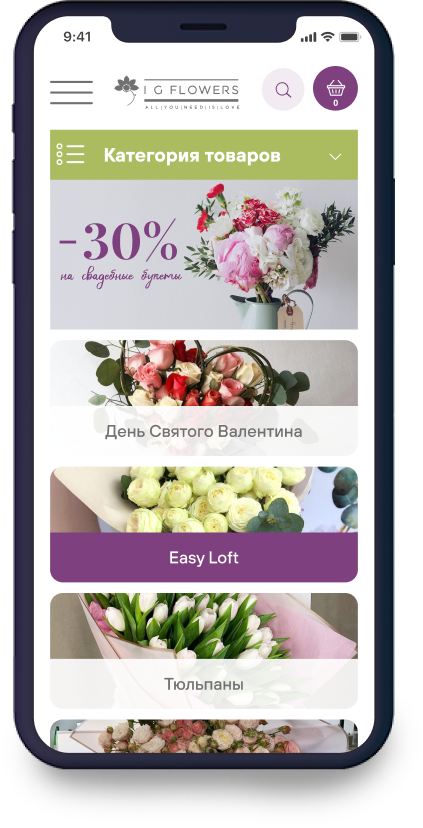 9:41
I G FLOWERS
ALL|YOU|NEED|IS|LOVE
0
Категория товаров
-30%
на свадебные букеты
День Святого Валентина
Easy Loft
Тюльпаны